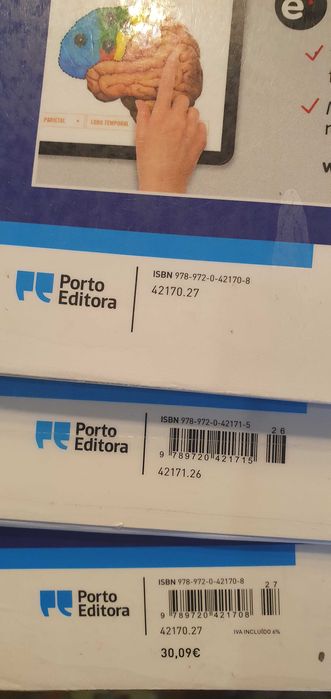 e
PARIETAL
LOBO TEMPORAL
Porto
Editora
ISBN 978-972-0-42170-8
42170.27
Porto
Editora
ISBN 978-972-0-42171-5
26
9 789720 421715
42171.26
Porto
Editora
ISBN 978-972-0-42170-8
27
9 789720 421708
42170.27
IVA INCLUÍDO 6%
30,09€